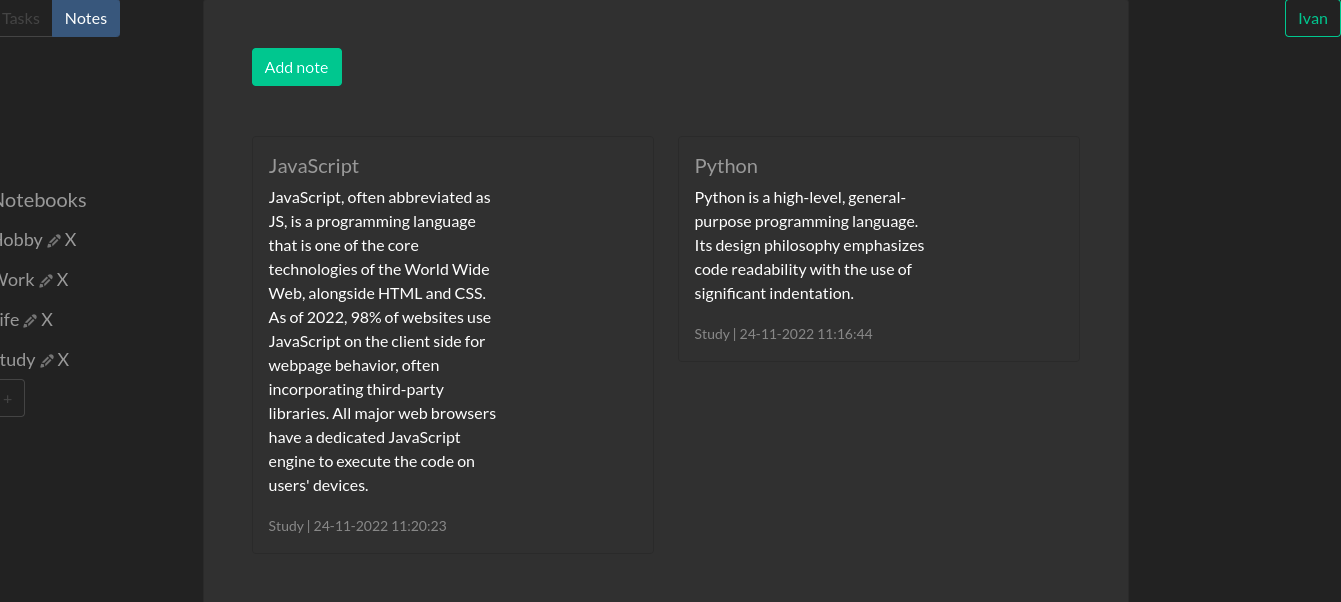 Tasks
Notes
Ivan
Add note
Notebooks
Hobby X
Work X
ife X
tudy X
+
JavaScript
JavaScript, often abbreviated as
JS, is a programming language
that is one of the core
technologies of the World Wide
Web, alongside HTML and CSS.
As of 2022, 98% of websites use
JavaScript on the client side for
webpage behavior, often
incorporating third-party
libraries. All major web browsers
have a dedicated JavaScript
engine to execute the code on
users' devices.
Study | 24-11-2022 11:20:23
Python
Python is a high-level, general-
purpose programming language.
Its design philosophy emphasizes
code readability with the use of
significant indentation.
Study | 24-11-2022 11:16:44